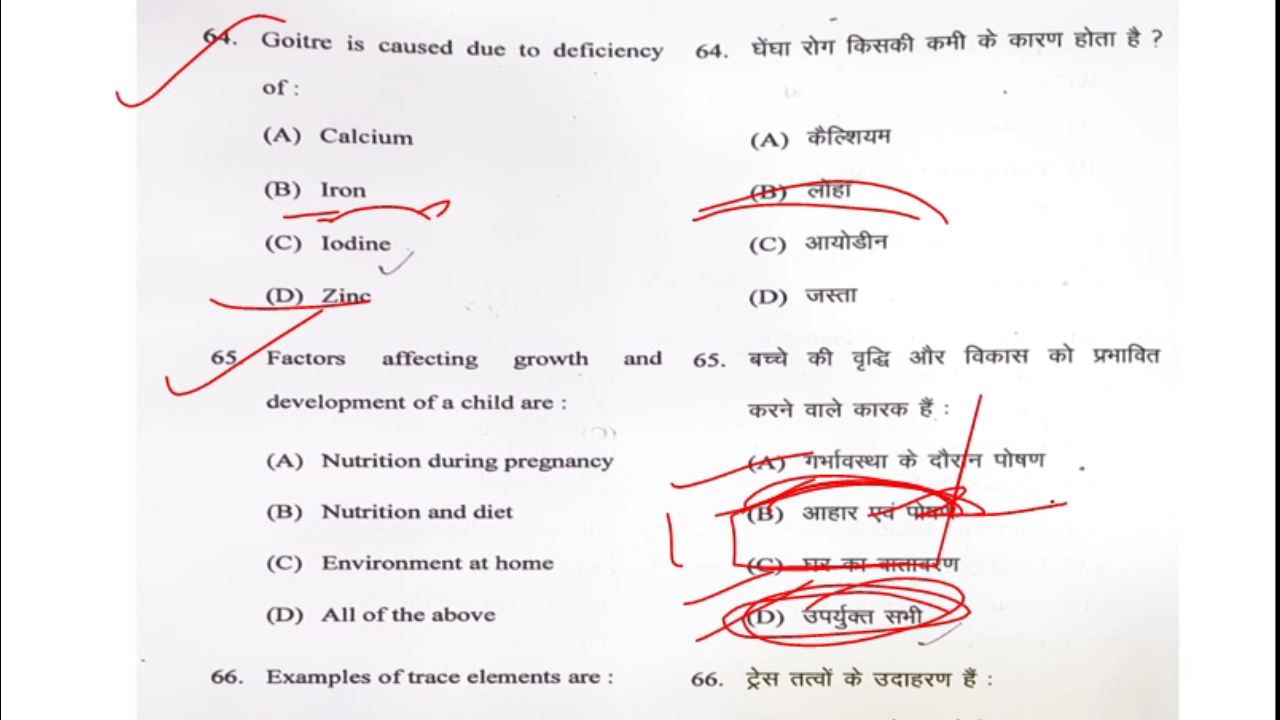 64. Goitre is caused due to deficiency
of :
(A) Calcium
(B) Iron
(C) Iodine
(D) Zinc
65. Factors affecting growth and
development of a child are :
(A) Nutrition during pregnancy
(B) Nutrition and diet
(C) Environment at home
(D) All of the above
66. Examples of trace elements are :
64. घेंघा रोग किसकी कमी के कारण होता है ?
(A) कैल्शियम
(B) लोहा
(C) आयोडीन
(D) जस्ता
65. बच्चे की वृद्धि और विकास को प्रभावित
करने वाले कारक हैं :
(A) गर्भावस्था के दौरान पोषण
(B) आहार एवं पोषण
(C) घर का वातावरण
(D) उपर्युक्त सभी
66. ट्रेस तत्वों के उदाहरण हैं :